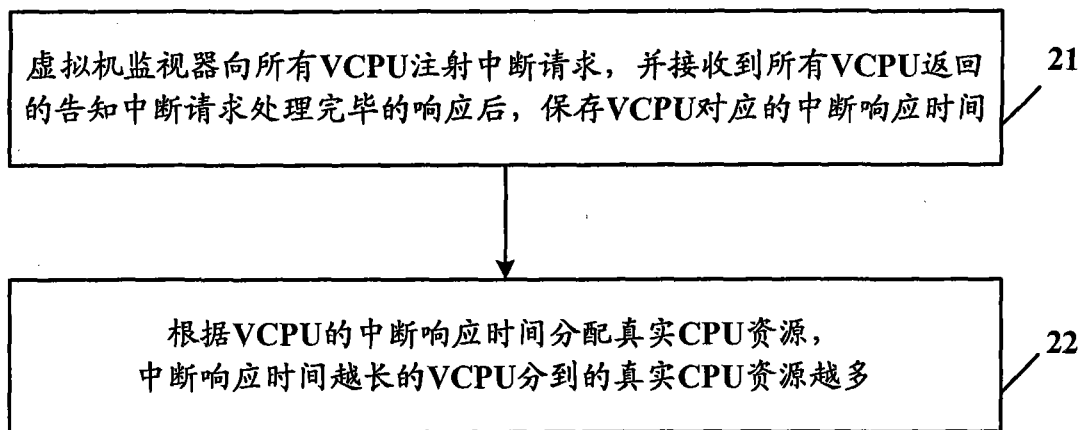 虚拟机监视器向所有VCPU注射中断请求，并接收到所有VCPU返回
的告知中断请求处理完毕的响应后，保存VCPU对应的中断响应时间
21
根据VCPU的中断响应时间分配真实CPU资源，
中断响应时间越长的VCPU分到的真实CPU资源越多
22